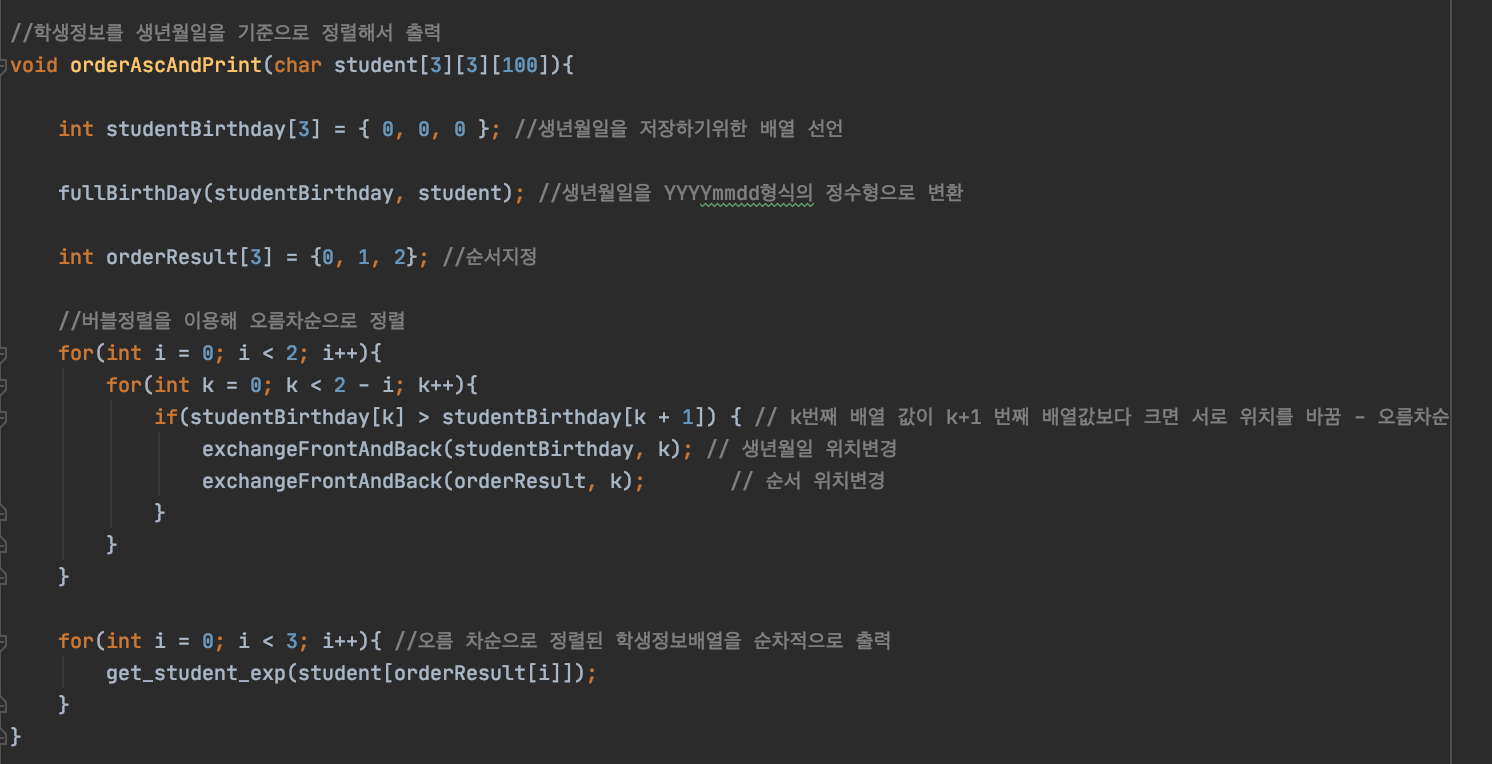 //학생정보를 생년월일을 기준으로 정렬해서 출력
void orderAscAndPrint(char student[3][3][100]){
int studentBirthday[3] = { 0, 0, 0 }; //생년월일을 저장하기위한 배열 선언
fullBirthDay(studentBirthday, student); //생년월일을 YYYYmmdd형식의 정수형으로 변환
int orderResult[3] = {0, 1, 2}; //순서지정
//버블정렬을 이용해 오름차순으로 정렬
for(int i = 0; i < 2; i++){
for(int k = 0; k < 2 - i; k++){
if(studentBirthday[k] > studentBirthday[k + 1]) { // k번째 배열 값이 k+1 번째 배열값보다 크면 서로 위치를 바꿈 - 오름차순
exchangeFrontAndBack(studentBirthday, k); // 생년월일 위치변경
exchangeFrontAndBack(orderResult, k); // 순서 위치변경
}
}
}
for(int i = 0; i < 3; i++){ //오름 차순으로 정렬된 학생정보배열을 순차적으로 출력
get_student_exp(student[orderResult[i]]);
}
}